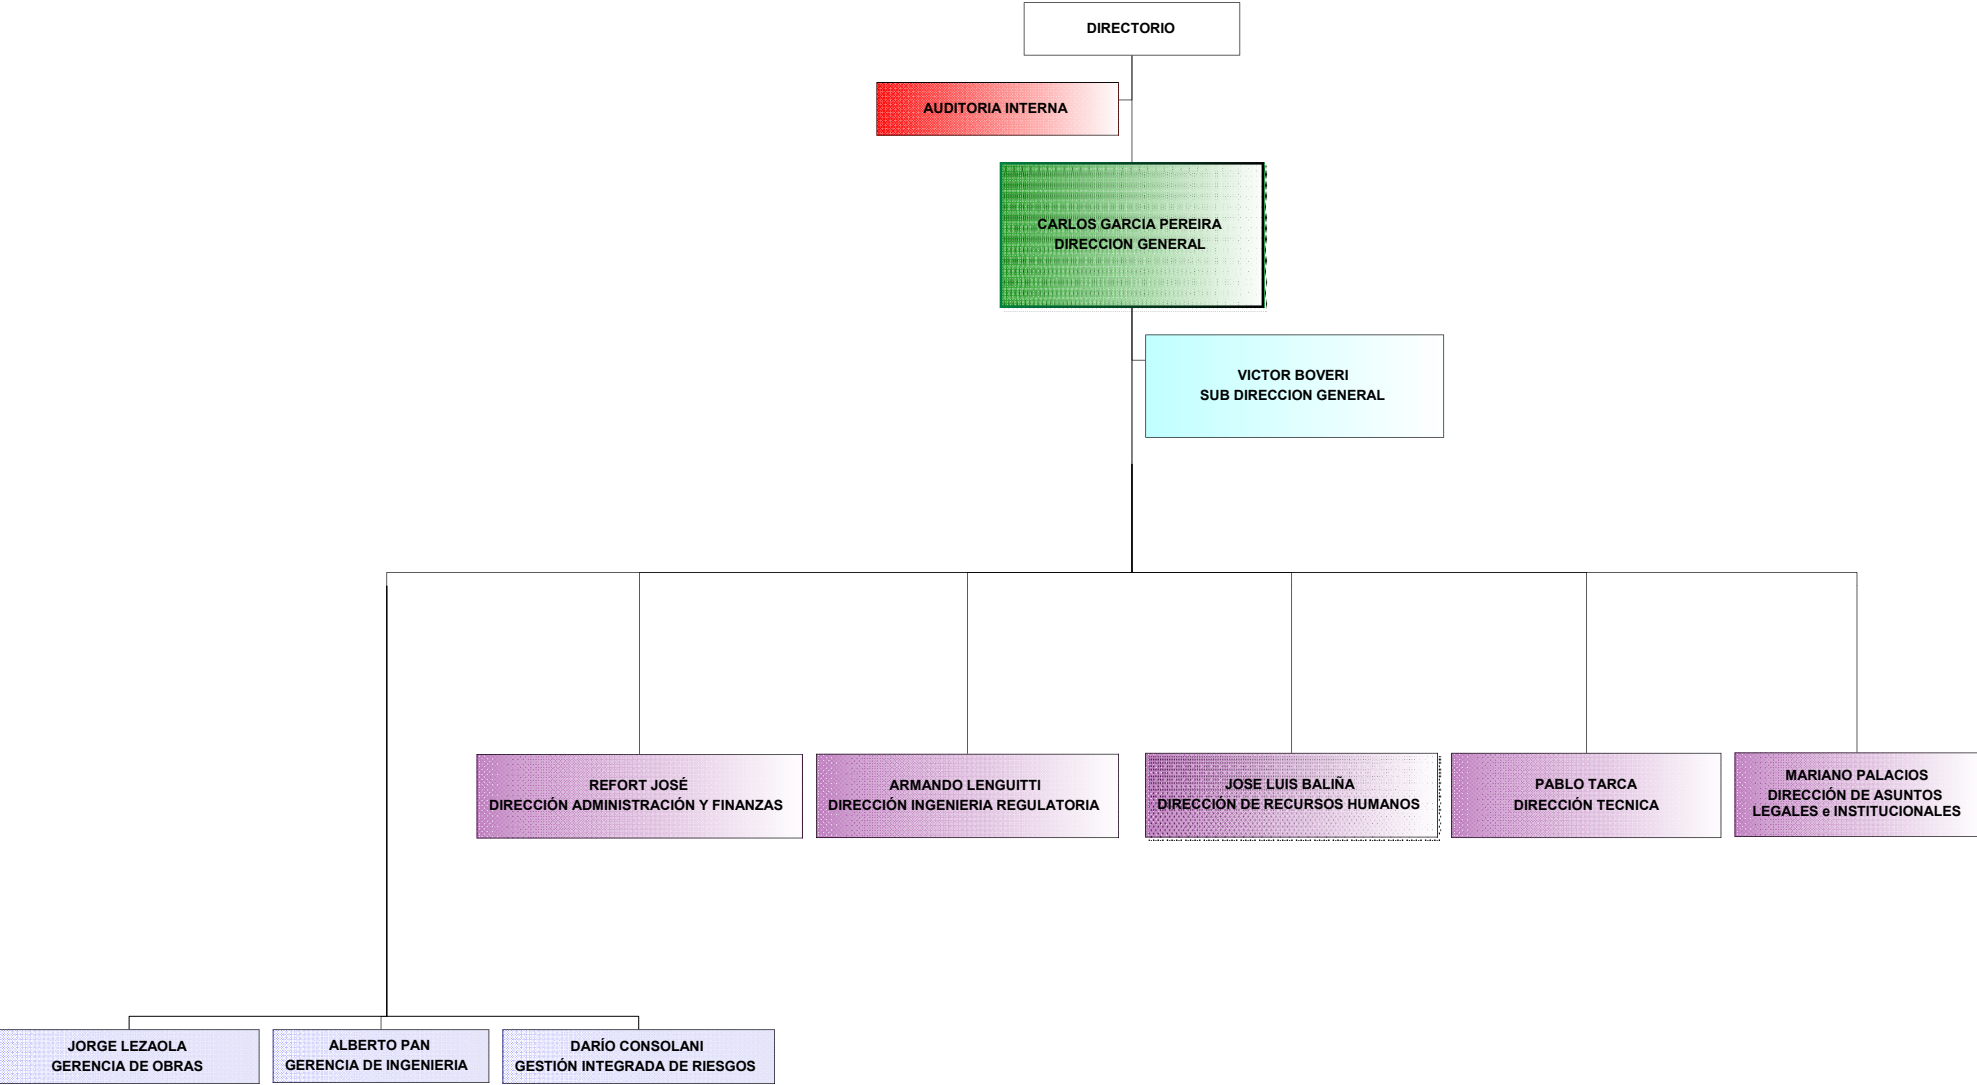 DIRECTORIO
AUDITORIA INTERNA
CARLOS GARCIA PEREIRA
DIRECCION GENERAL
VICTOR BOVERI
SUB DIRECCION GENERAL
REFORT JOSÉ
DIRECCIÓN ADMINISTRACIÓN Y FINANZAS
ARMANDO LENGUITTI
DIRECCIÓN INGENIERIA REGULATORIA
JOSE LUIS BALIÑA
DIRECCIÓN DE RECURSOS HUMANOS
PABLO TARCA
DIRECCIÓN TECNICA
MARIANO PALACIOS
DIRECCIÓN DE ASUNTOS
LEGALES e INSTITUCIONALES
JORGE LEZAOLA
GERENCIA DE OBRAS
ALBERTO PAN
GERENCIA DE INGENIERIA
DARÍO CONSOLANI
GESTIÓN INTEGRADA DE RIESGOS